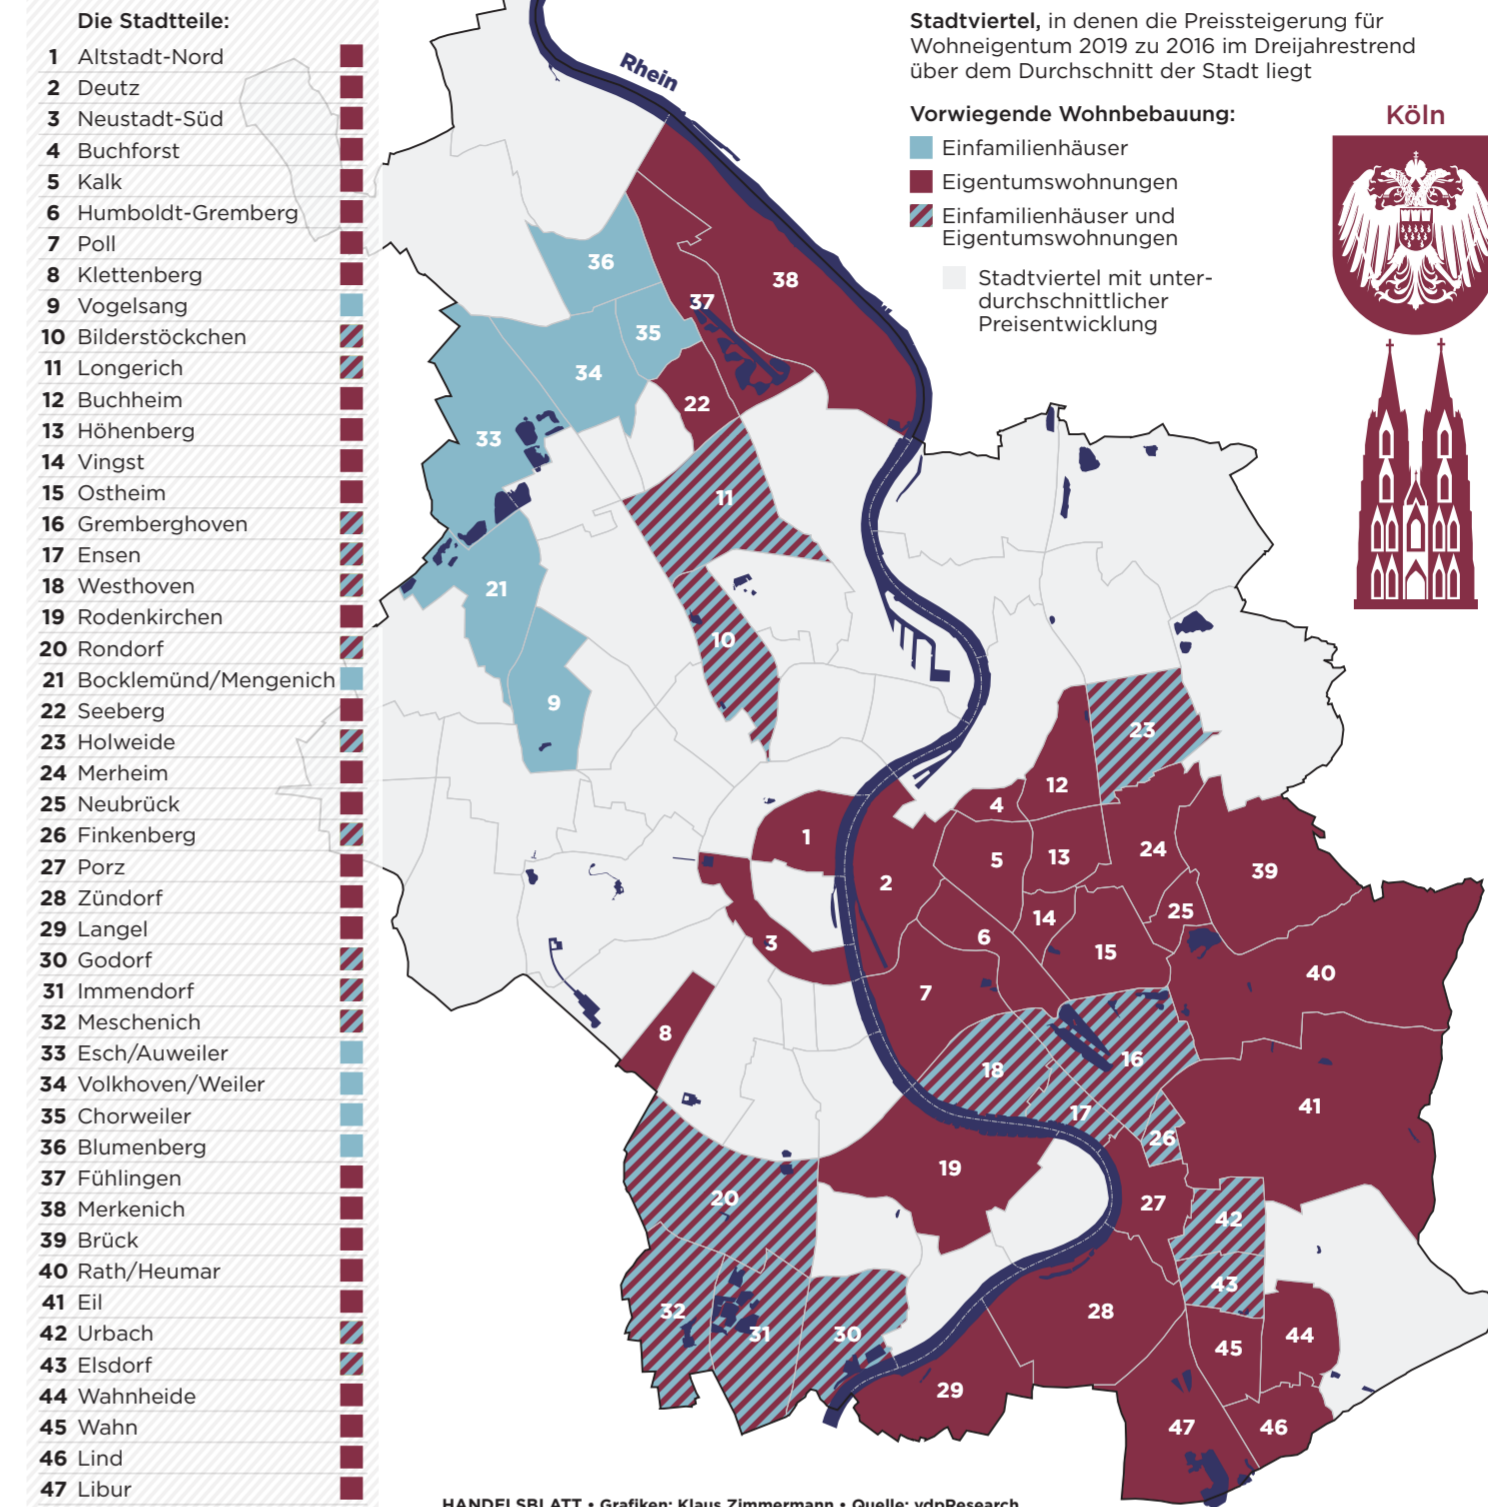 Die Stadtteile:
1 Altstadt-Nord
2 Deutz
3 Neustadt-Süd
4 Buchforst
5 Kalk
6 Humboldt-Gremberg
7 Poll
8 Klettenberg
9 Vogelsang
10 Bilderstöckchen
11 Longerich
12 Buchheim
13 Höhenberg
14 Vingst
15 Ostheim
16 Gremberghoven
17 Ensen
18 Westhoven
19 Rodenkirchen
20 Rondorf
21 Bocklemünd/Mengenich
22 Seeberg
23 Holweide
24 Merheim
25 Neubrück
26 Finkenberg
27 Porz
28 Zündorf
29 Langel
30 Godorf
31 Immendorf
32 Meschenich
33 Esch/Auweiler
34 Volkhoven/Weiler
35 Chorweiler
36 Blumenberg
37 Fühlingen
38 Merkenich
39 Brück
40 Rath/Heumar
41 Eil
42 Urbach
43 Elsdorf
44 Wahnheide
45 Wahn
46 Lind
47 Libur
Stadtviertel, in denen die Preissteigerung für
Wohneigentum 2019 zu 2016 im Dreijahrestrend
über dem Durchschnitt der Stadt liegt
Vorwiegende Wohnbebauung:
Einfamilienhäuser
Eigentumswohnungen
Einfamilienhäuser und
Eigentumswohnungen
Stadtviertel mit unter-
durchschnittlicher
Preisentwicklung
Köln
Rhein
36
38
37
35
34
22
33
11
21
10
9
23
12
4
1
5
13
24
39
2
14
25
3
6
15
40
7
8
16
18
41
17
26
19
20
27
42
43
32
31
30
28
45
44
29
47
46
HANDELSBLATT • Grafiken: Klaus Zimmermann • Quelle: vdpResearch